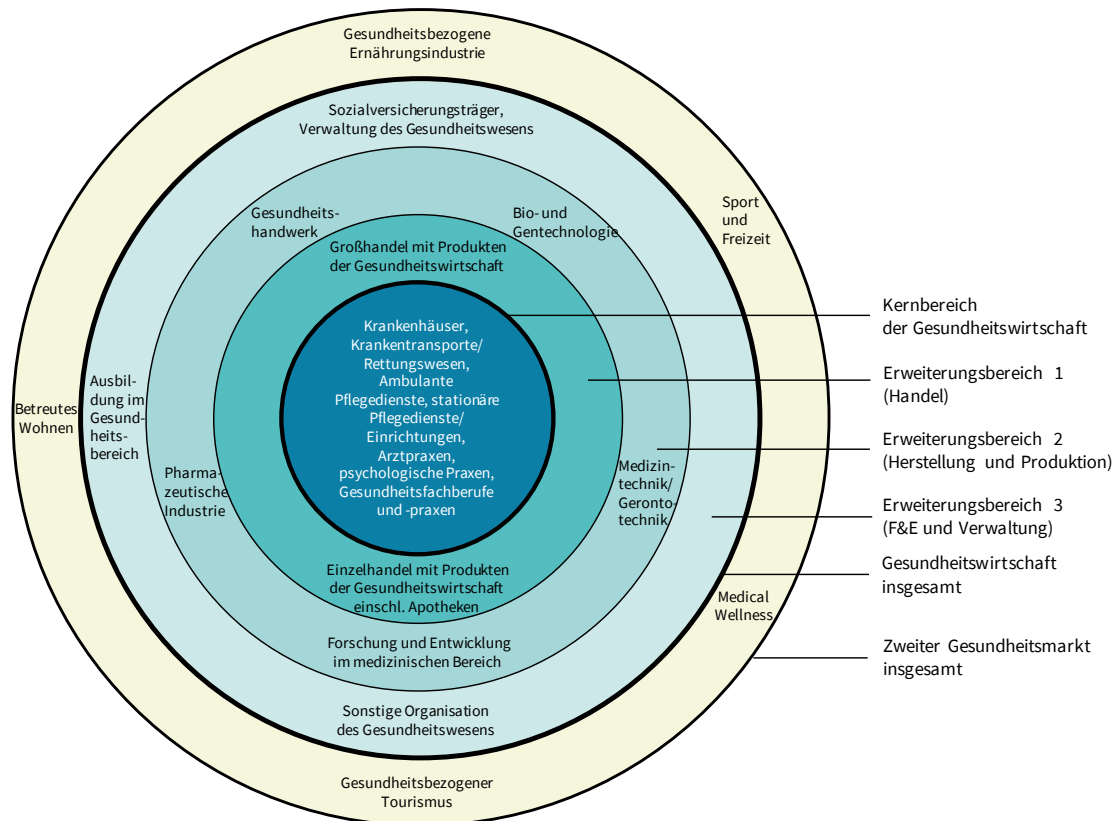 Gesundheitsbezogene
Ernährungsindustrie
Sozialversicherungsträger,
Verwaltung des Gesundheitswesens
Gesundheits-
handwerk
Bio- und
Gentechnologie
Sport
und
Freizeit
Großhandel mit Produkten
der Gesundheitswirtschaft
Krankenhäuser,
Krankentransporte/
Rettungswesen,
Ambulante
Pflegedienste, stationäre
Pflegedienste/
Einrichtungen,
Arztpraxen,
psychologische Praxen,
Gesundheitsfachberufe
und -praxen
Betreutes
Wohnen
Ausbil-
dung im
Gesund-
heits-
bereich
Pharma-
zeutische
Industrie
Medizin-
technik/
Geronto-
technik
Einzelhandel mit Produkten
der Gesundheitswirtschaft
einschl. Apotheken
Medical
Wellness
Forschung und Entwicklung
im medizinischen Bereich
Sonstige Organisation
des Gesundheitswesens
Gesundheitsbezogener
Tourismus
Kernbereich
der Gesundheitswirtschaft
Erweiterungsbereich 1
(Handel)
Erweiterungsbereich 2
(Herstellung und Produktion)
Erweiterungsbereich 3
(F&E und Verwaltung)
Gesundheitswirtschaft
insgesamt
Zweiter Gesundheitsmarkt
insgesamt